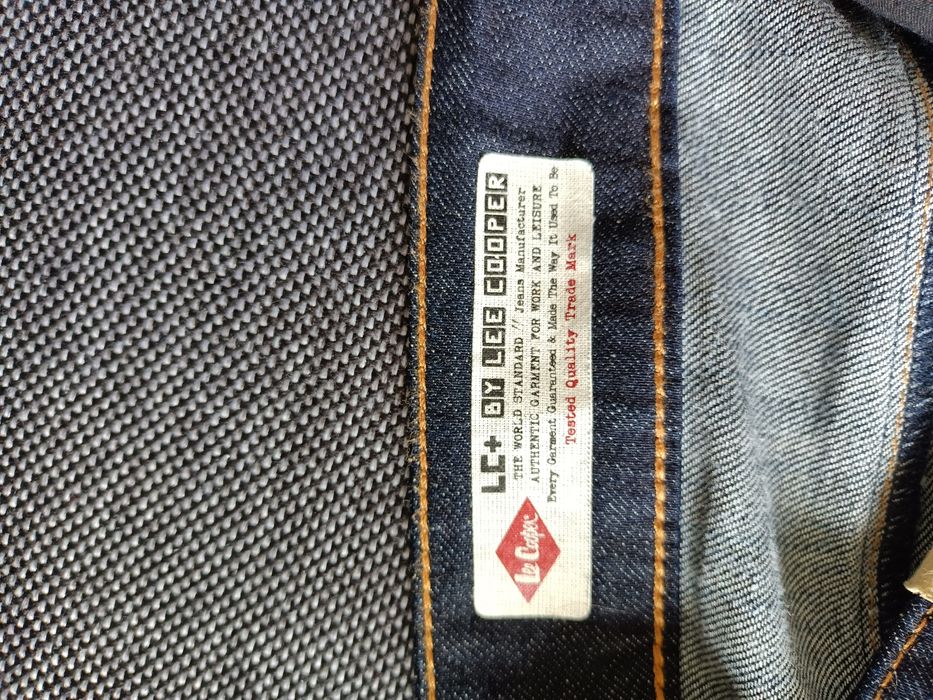 Lee Cooper
LC+ BY LEE COOPER
THE WORLD STANDARD // Jeans Manufacturer
AUTHENTIC GARMENT FOR WORK AND LEISURE
Every Garment Guaranteed & Made The Way It Used To Be
Tested Quality Trade Mark